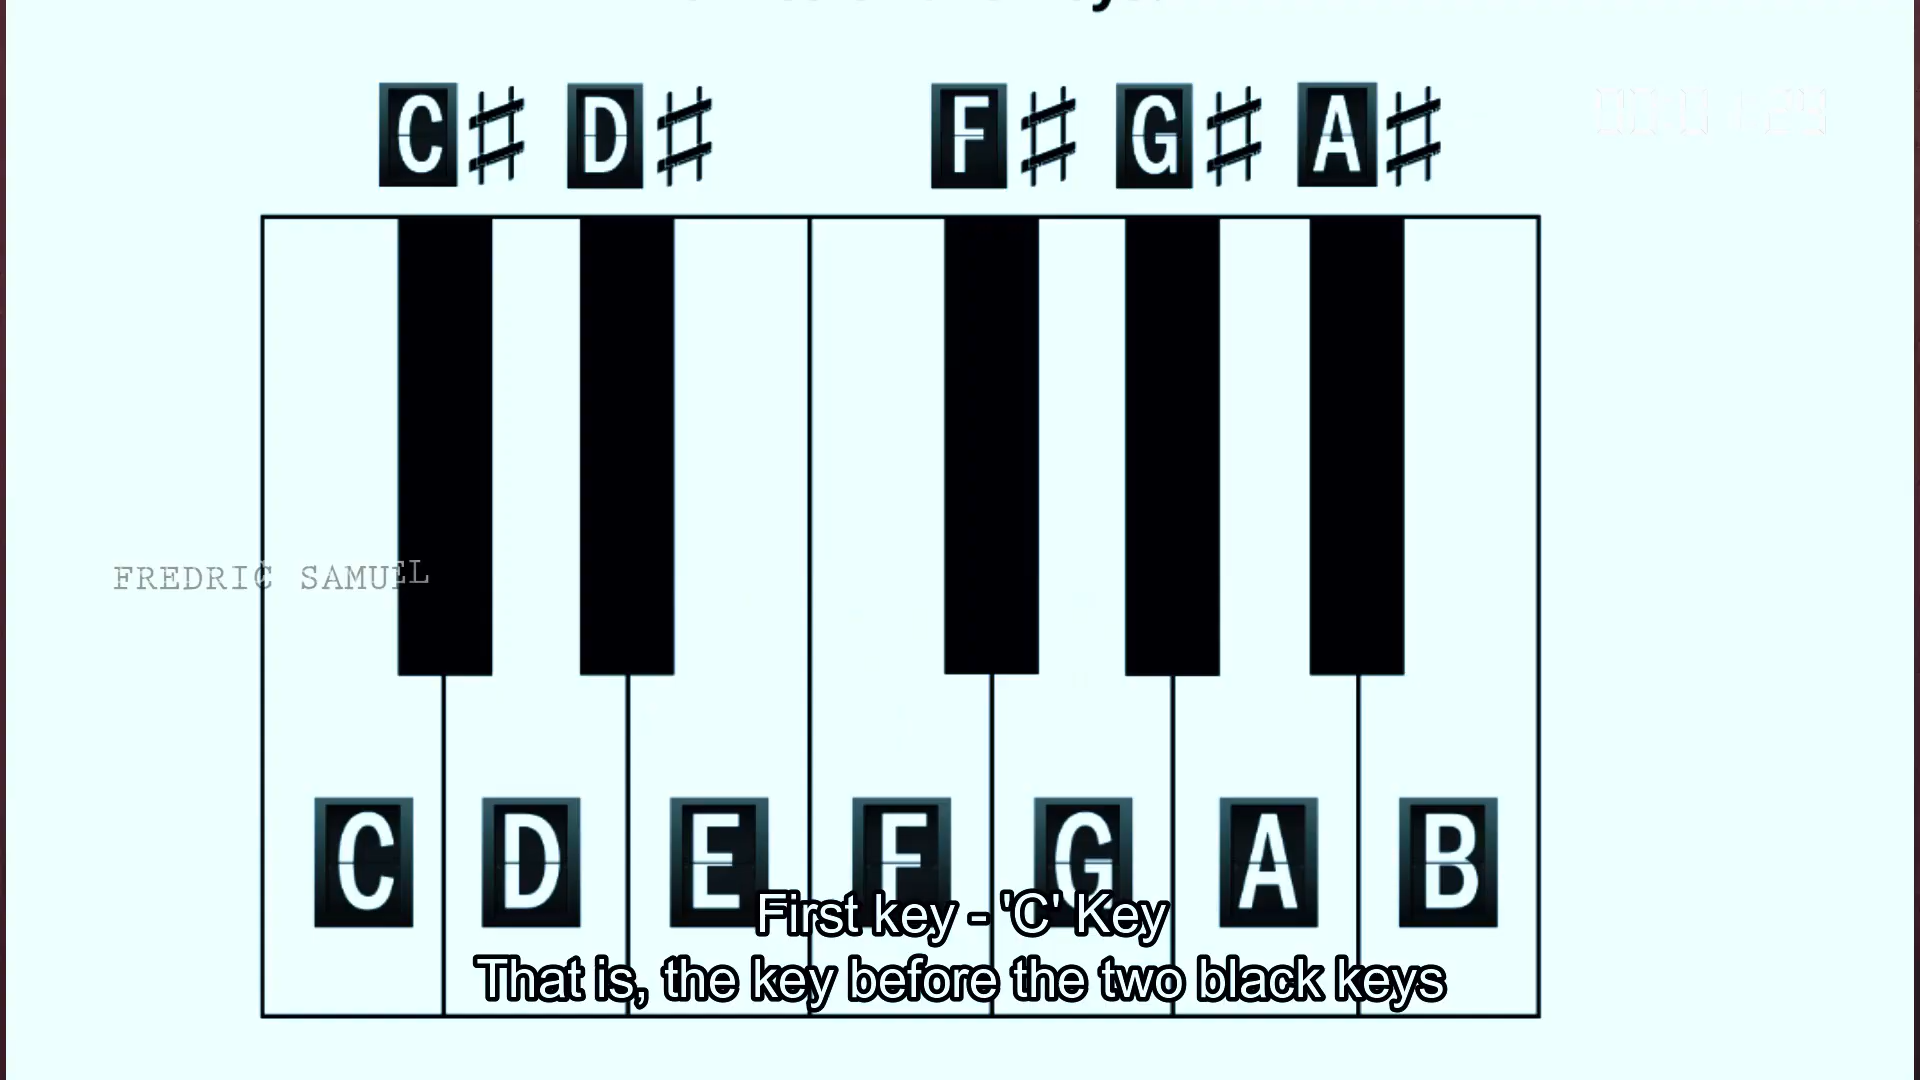 C♯ D♯ F♯ G♯ A♯
FREDRIC SAMUEL
C D E F G A B
First key - 'C' Key
That is, the key before the two black keys